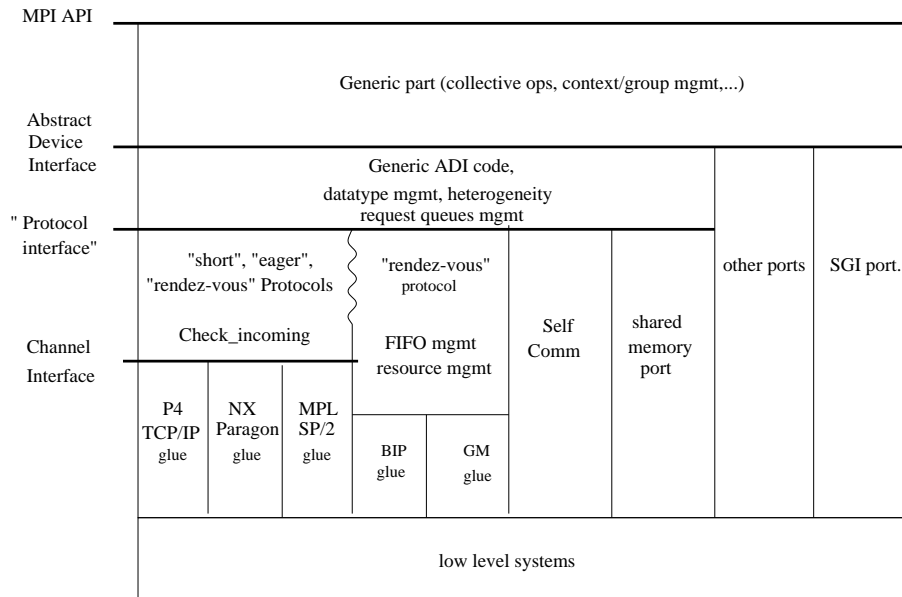 MPI API
Generic part (collective ops, context/group mgmt,...)
Abstract
Device
Interface
Generic ADI code,
datatype mgmt, heterogeneity
request queues mgmt
" Protocol
interface"
"short", "eager",
"rendez-vous" Protocols
Check_incoming
"rendez-vous"
protocol
FIFO mgmt
resource mgmt
Self
Comm
shared
memory
port
other ports
SGI port.
Channel
Interface
P4
TCP/IP
glue
NX
Paragon
glue
MPL
SP/2
glue
BIP
glue
GM
glue
low level systems